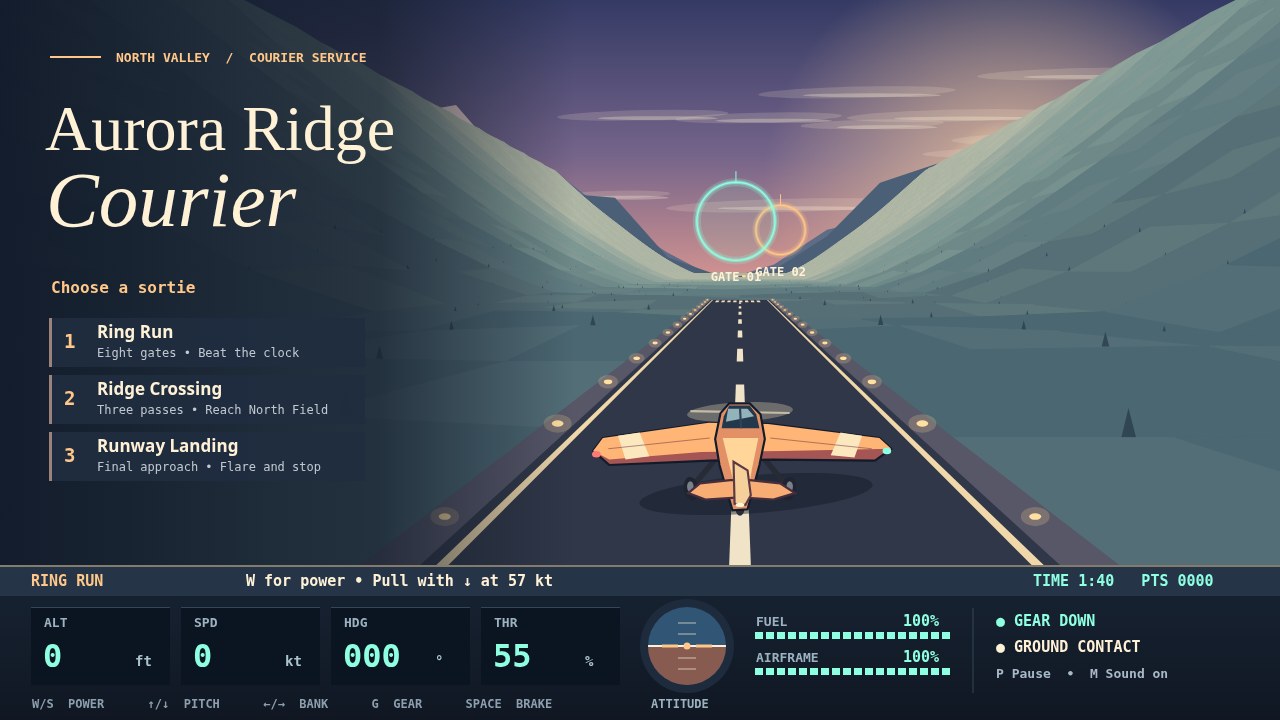 NORTH VALLEY / COURIER SERVICE
Aurora Ridge
Courier
Choose a sortie
1 Ring Run
Eight gates • Beat the clock
2 Ridge Crossing
Three passes • Reach North Field
3 Runway Landing
Final approach • Flare and stop
GATE 01
GATE 02
RING RUN
W for power • Pull with ↓ at 57 kt
TIME 1:40 PTS 0000
ALT
0 ft
SPD
0 kt
HDG
000 °
THR
55 %
FUEL 100%
AIRFRAME 100%
ATTITUDE
● GEAR DOWN
● GROUND CONTACT
P Pause • M Sound on
W/S POWER ↑/↓ PITCH ←/→ BANK G GEAR SPACE BRAKE